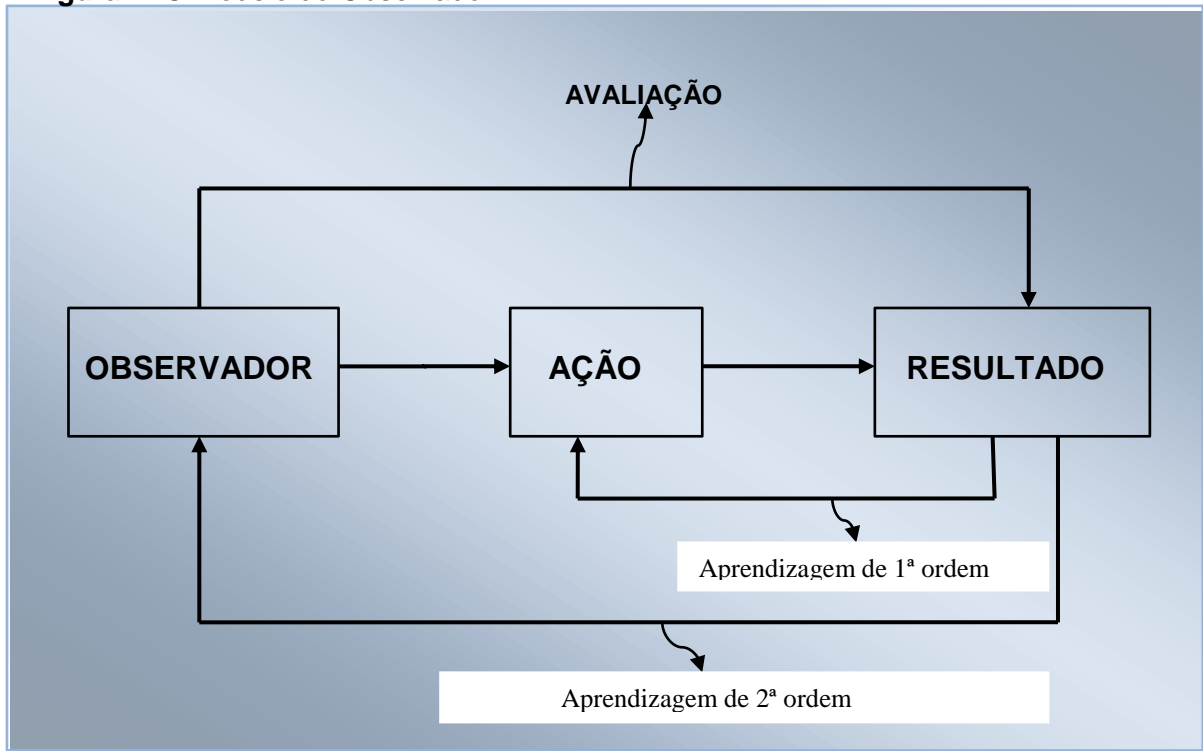 AVALIAÇÃO
OBSERVADOR
AÇÃO
RESULTADO
Aprendizagem de 1ª ordem
Aprendizagem de 2ª ordem